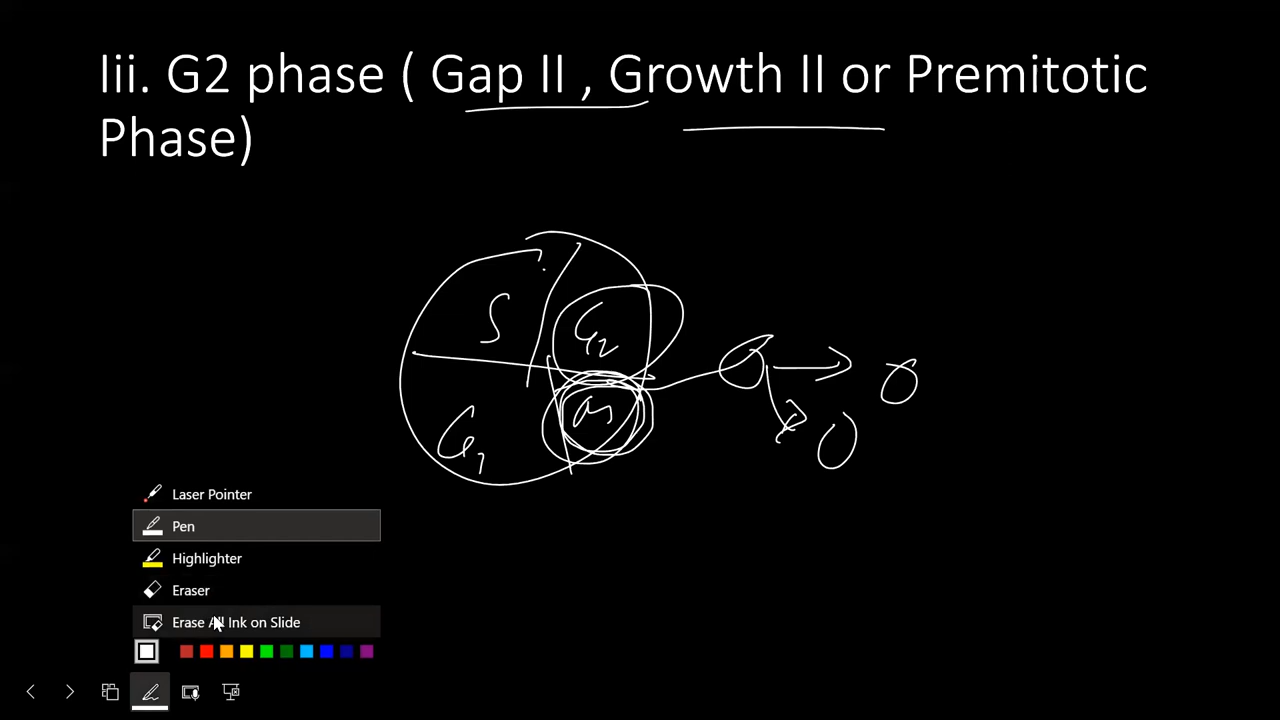 Iii. G2 phase ( Gap II , Growth II or Premitotic
Phase)
S
G2
G1
M
Laser Pointer
Pen
Highlighter
Eraser
Erase All Ink on Slide